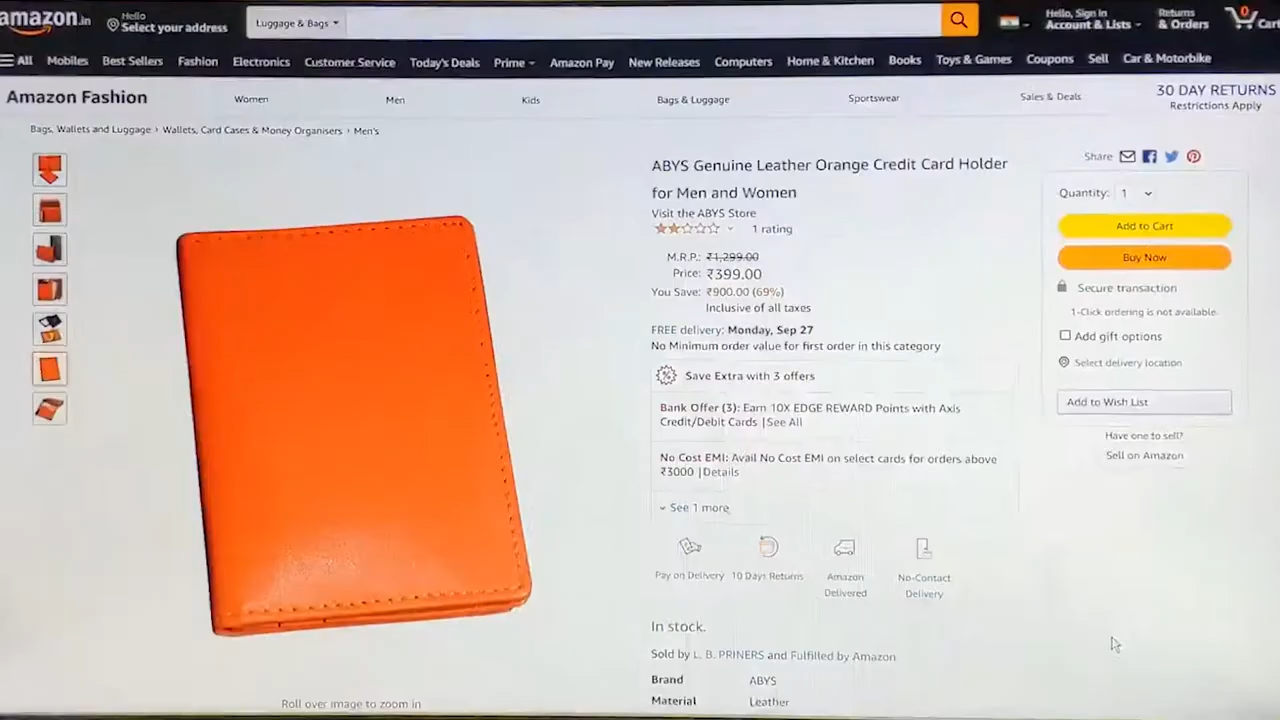 amazon.in
Hello
Select your address
Luggage & Bags
Hello, Sign in
Account & Lists
Returns
& Orders
0
Cart
All Mobiles Best Sellers Fashion Electronics Customer Service Today's Deals Prime Amazon Pay New Releases Computers Home & Kitchen Books Toys & Games Coupons Sell Car & Motorbike
Amazon Fashion Women Men Kids Bags & Luggage Sportswear Sales & Deals
30 DAY RETURNS
Restrictions Apply
Bags, Wallets and Luggage › Wallets, Card Cases & Money Organisers › Men's
Roll over image to zoom in
ABYS Genuine Leather Orange Credit Card Holder
for Men and Women
Visit the ABYS Store
1 rating
M.R.P.: ₹1,299.00
Price: ₹399.00
You Save: ₹900.00 (69%)
Inclusive of all taxes
FREE delivery: Monday, Sep 27
No Minimum order value for first order in this category
Save Extra with 3 offers
Bank Offer (3): Earn 10X EDGE REWARD Points with Axis
Credit/Debit Cards |See All
No Cost EMI: Avail No Cost EMI on select cards for orders above
₹3000 |Details
See 1 more
Pay on Delivery
10 Days Returns
Amazon
Delivered
No-Contact
Delivery
In stock.
Sold by L. B. PRINERS and Fulfilled by Amazon
Brand ABYS
Material Leather
Share
Quantity: 1
Add to Cart
Buy Now
Secure transaction
1-Click ordering is not available.
Add gift options
Select delivery location
Add to Wish List
Have one to sell?
Sell on Amazon